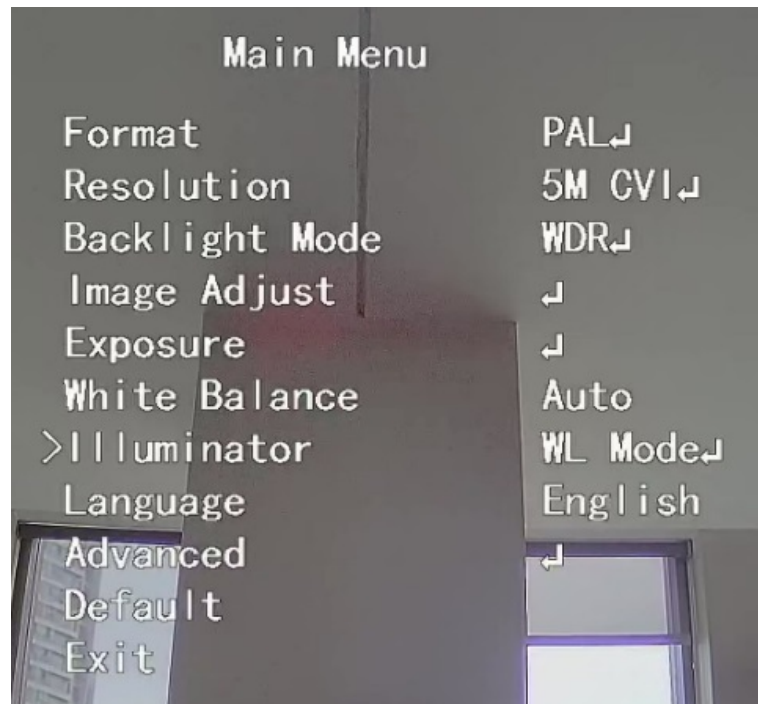 Main Menu
Format PAL↵
Resolution 5M CVI↵
Backlight Mode WDR↵
Image Adjust ↵
Exposure ↵
White Balance Auto
>Illuminator WL Mode↵
Language English
Advanced ↵
Default
Exit